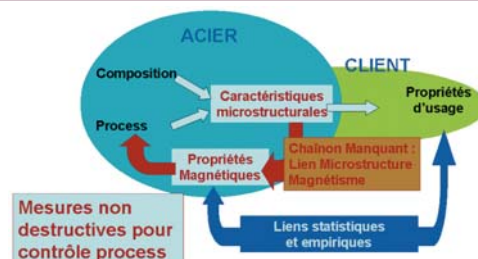 ACIER
CLIENT
Composition
Process
Caractéristiques
microstructurales
Propriétés
d'usage
Propriétés
Magnétiques
Chaînon Manquant :
Lien Microstructure
Magnétisme
Mesures non
destructives pour
contrôle process
Liens statistiques
et empiriques